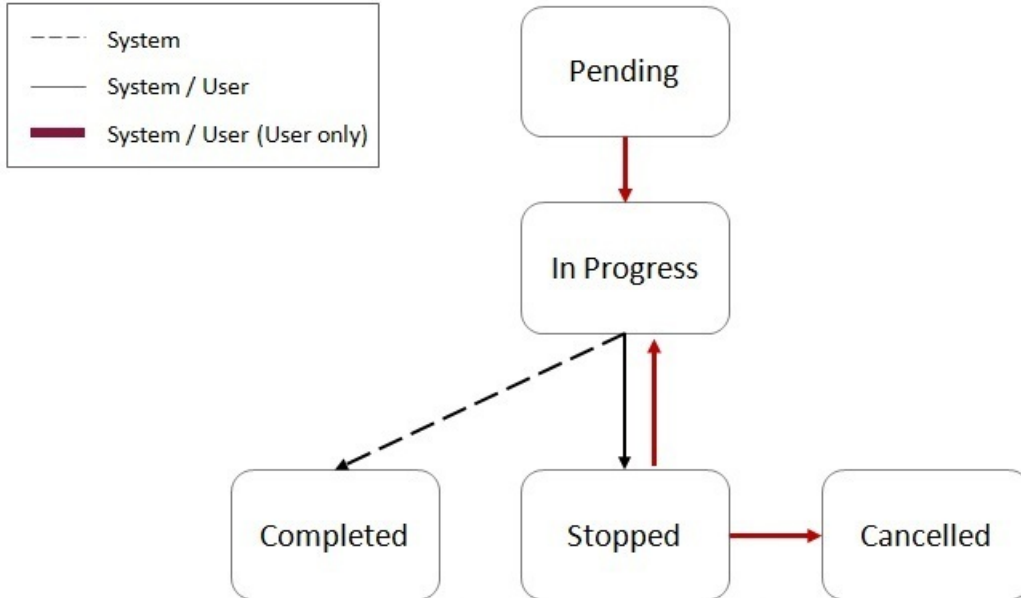 System
System / User
System / User (User only)
Pending
In Progress
Completed
Stopped
Cancelled